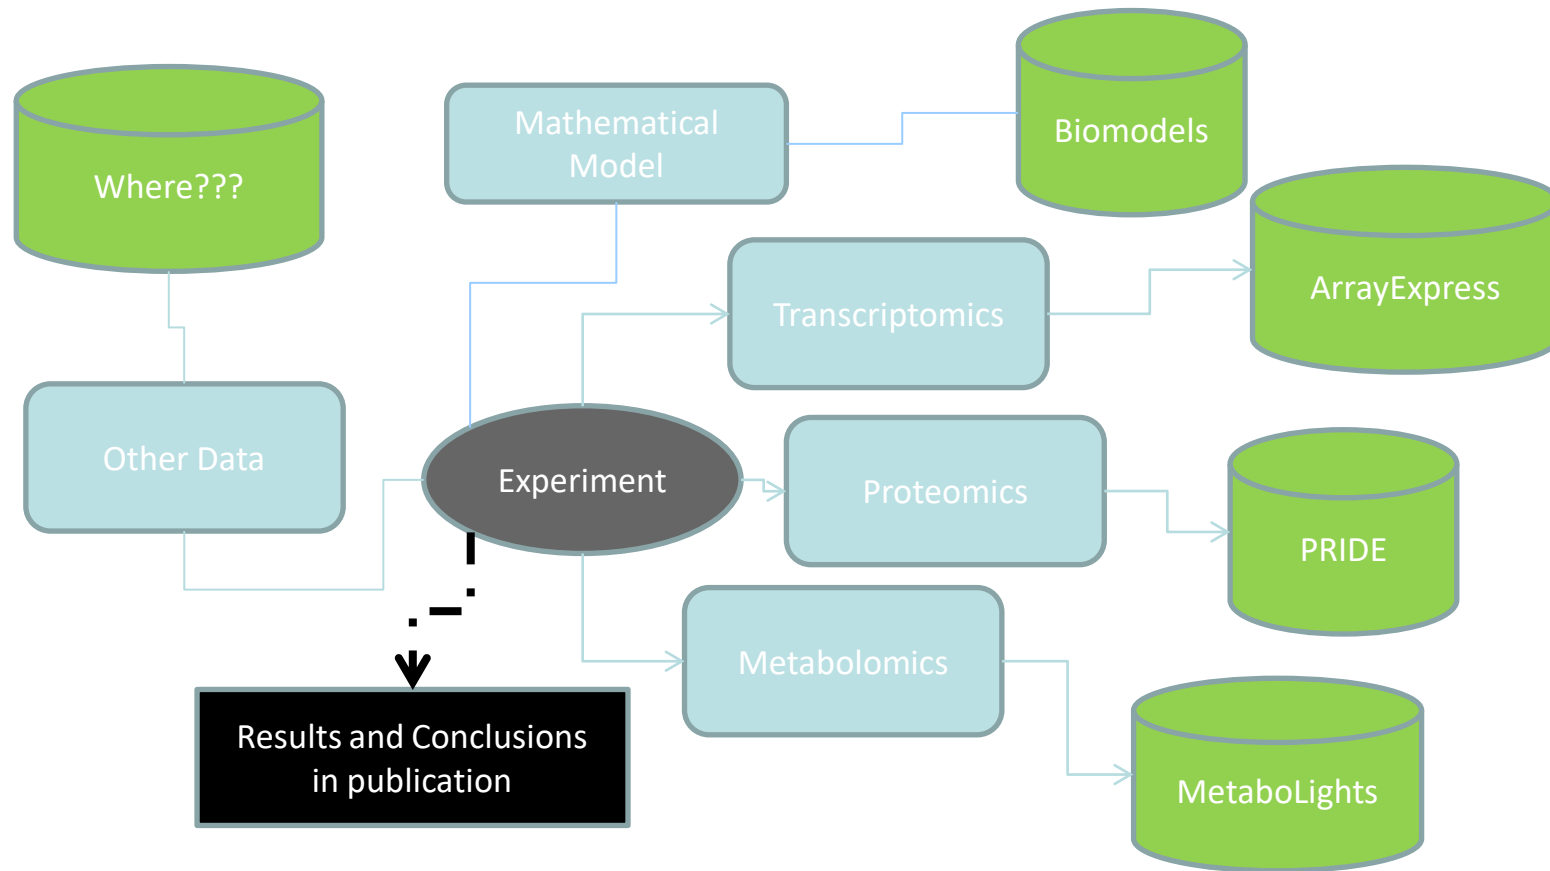 Mathematical
Model
Biomodels
Where???
ArrayExpress
Transcriptomics
Other Data
Experiment
Proteomics
PRIDE
Metabolomics
Results and Conclusions
in publication
MetaboLights